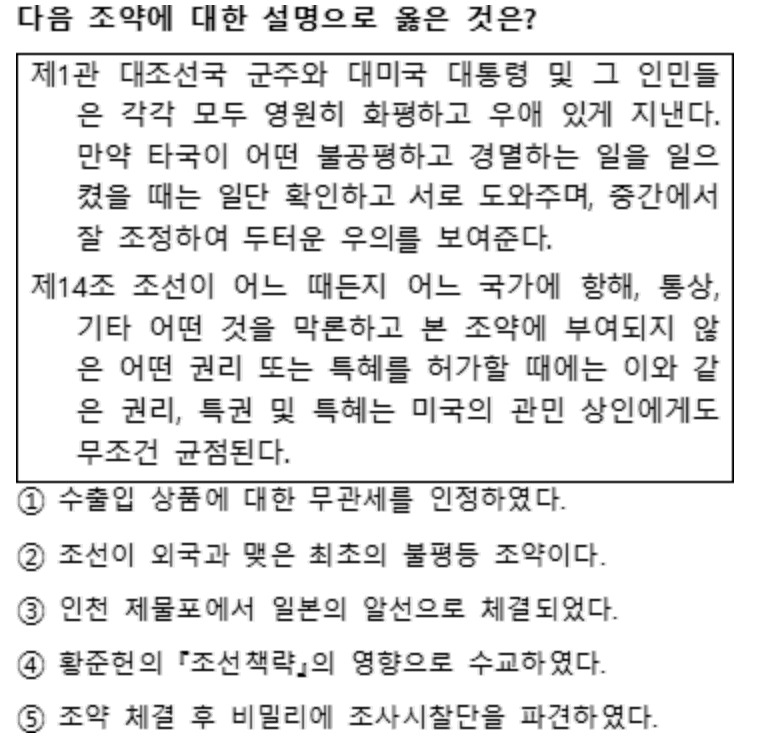 다음 조약에 대한 설명으로 옳은 것은?
제1관 대조선국 군주와 대미국 대통령 및 그 인민들
은 각각 모두 영원히 화평하고 우애 있게 지낸다.
만약 타국이 어떤 불공평하고 경멸하는 일을 일으
켰을 때는 일단 확인하고 서로 도와주며, 중간에서
잘 조정하여 두터운 우의를 보여준다.
제14조 조선이 어느 때든지 어느 국가에 항해, 통상,
기타 어떤 것을 막론하고 본 조약에 부여되지 않
은 어떤 권리 또는 특혜를 허가할 때에는 이와 같
은 권리, 특권 및 특혜는 미국의 관민 상인에게도
무조건 균점된다.
① 수출입 상품에 대한 무관세를 인정하였다.
② 조선이 외국과 맺은 최초의 불평등 조약이다.
③ 인천 제물포에서 일본의 알선으로 체결되었다.
④ 황준헌의 『조선책략』의 영향으로 수교하였다.
⑤ 조약 체결 후 비밀리에 조사시찰단을 파견하였다.